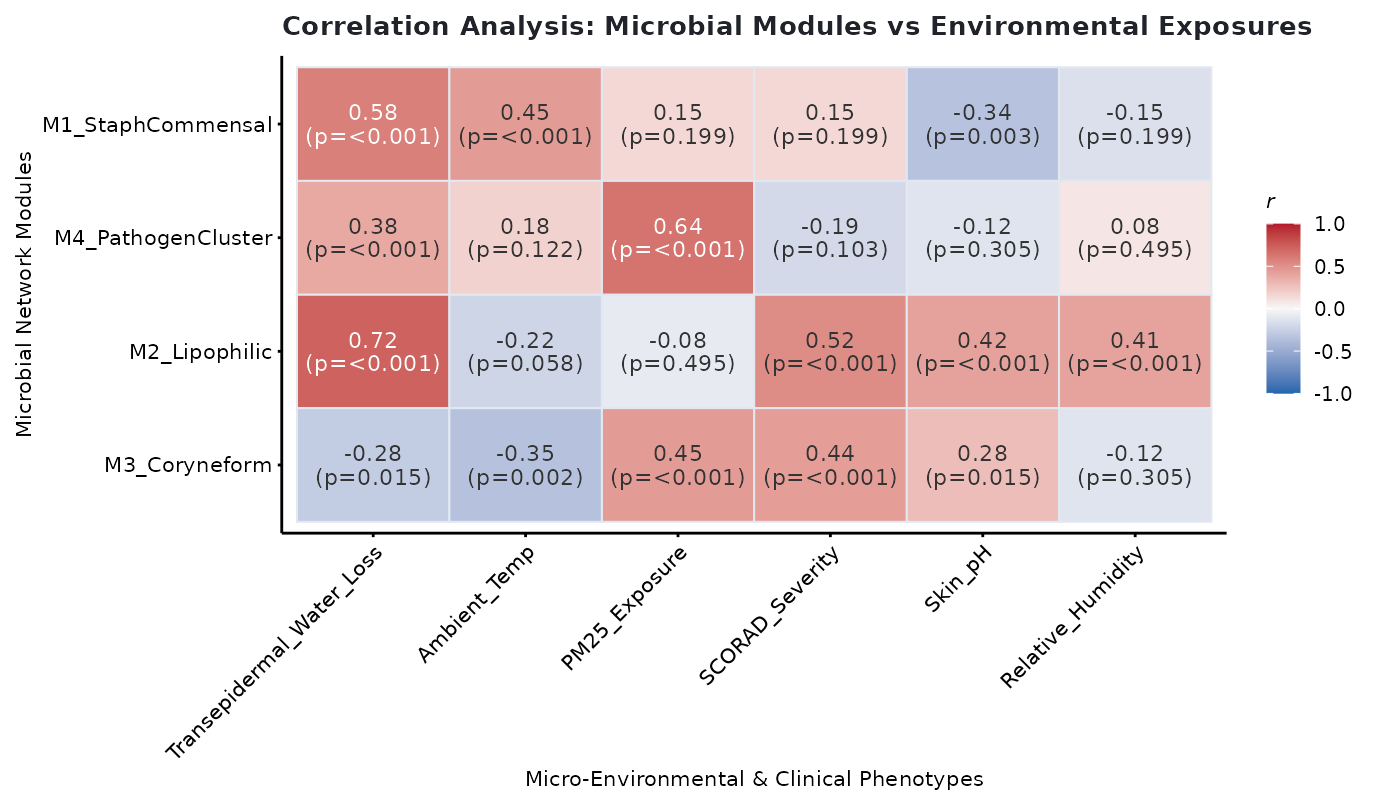 Correlation Analysis: Microbial Modules vs Environmental Exposures
Microbial Network Modules
M1_StaphCommensal
0.58 0.45 0.15 0.15 -0.34 -0.15
(p=<0.001) (p=<0.001) (p=0.199) (p=0.199) (p=0.003) (p=0.199)
M4_PathogenCluster
0.38 0.18 0.64 -0.19 -0.12 0.08
(p=<0.001) (p=0.122) (p=<0.001) (p=0.103) (p=0.305) (p=0.495)
M2_Lipophilic
0.72 -0.22 -0.08 0.52 0.42 0.41
(p=<0.001) (p=0.058) (p=0.495) (p=<0.001) (p=<0.001) (p=<0.001)
M3_Coryneform
-0.28 -0.35 0.45 0.44 0.28 -0.12
(p=0.015) (p=0.002) (p=<0.001) (p=<0.001) (p=0.015) (p=0.305)
Transepidermal_Water_Loss
Ambient_Temp
PM25_Exposure
SCORAD_Severity
Skin_pH
Relative_Humidity
Micro-Environmental & Clinical Phenotypes
r
1.0
0.5
0.0
-0.5
-1.0